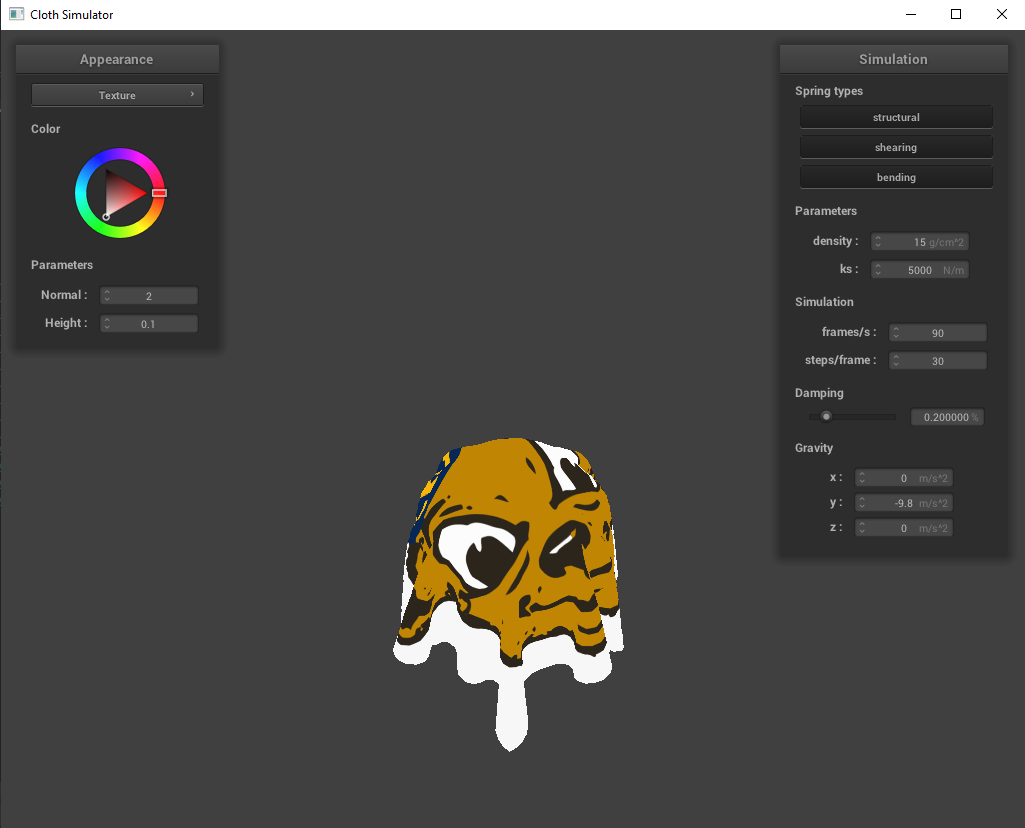 Cloth Simulator
Appearance
Texture
Color
Parameters
Normal : 2
Height : 0.1
Simulation
Spring types
structural
shearing
bending
Parameters
density : 15 g/cm^2
ks : 5000 N/m
Simulation
frames/s : 90
steps/frame : 30
Damping
0.200000 %
Gravity
x : 0 m/s^2
y : -9.8 m/s^2
z : 0 m/s^2